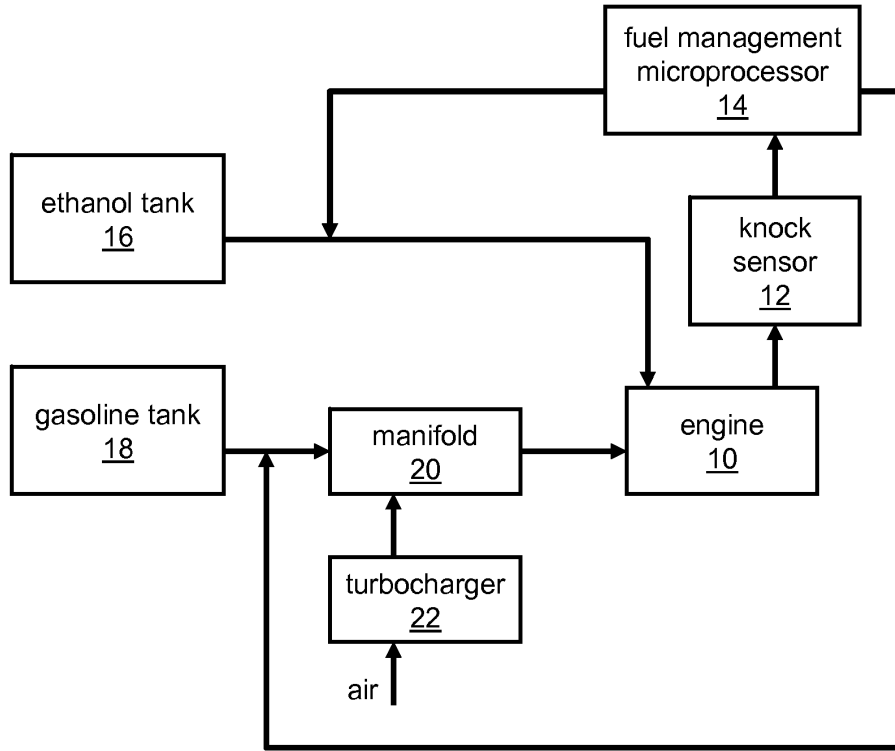 fuel management
microprocessor
14
ethanol tank
16
knock
sensor
12
gasoline tank
18
manifold
20
engine
10
turbocharger
22
air